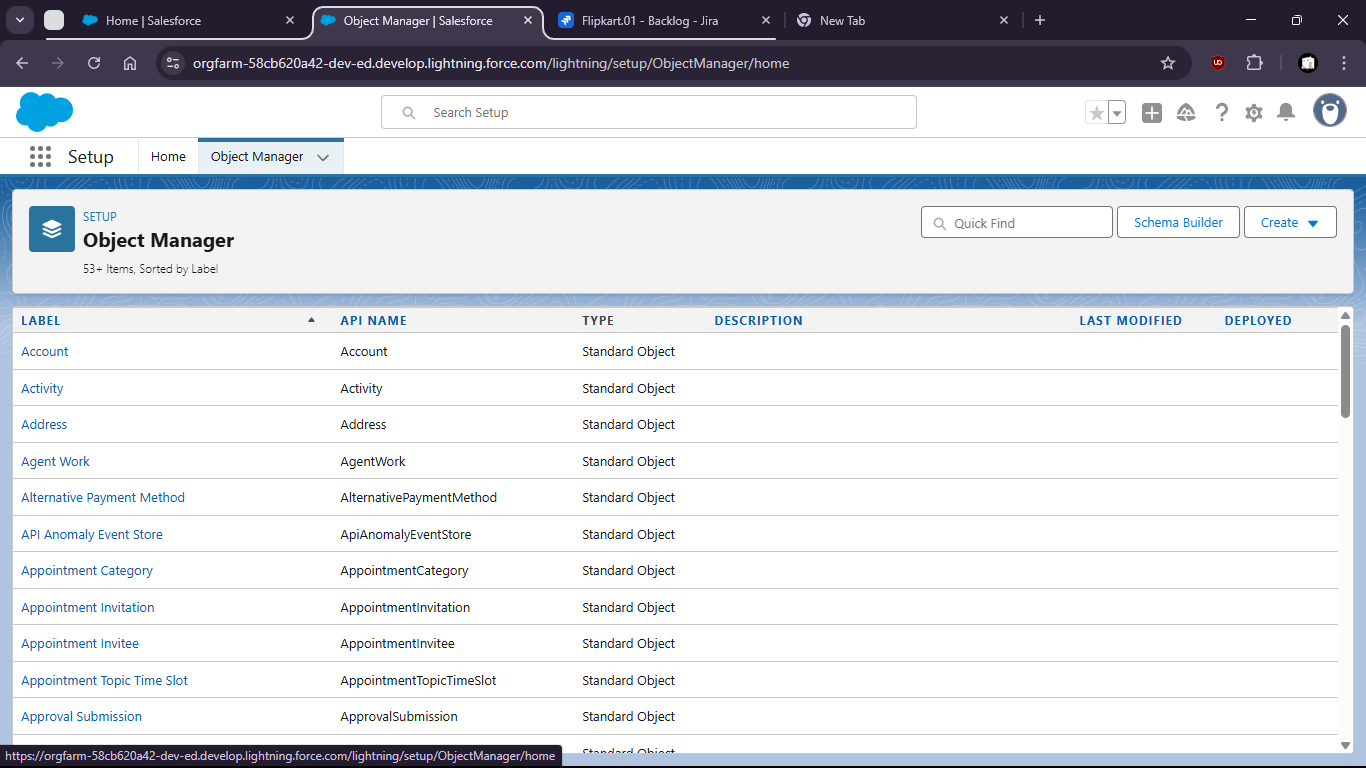 Home | Salesforce
Object Manager | Salesforce
Flipkart.01 - Backlog - Jira
New Tab
orgfarm-58cb620a42-dev-ed.develop.lightning.force.com/lightning/setup/ObjectManager/home
UD
Search Setup
Setup
Home
Object Manager
SETUP
Object Manager
53+ Items, Sorted by Label
Quick Find
Schema Builder
Create
LABEL API NAME TYPE DESCRIPTION LAST MODIFIED DEPLOYED
Account Account Standard Object
Activity Activity Standard Object
Address Address Standard Object
Agent Work AgentWork Standard Object
Alternative Payment Method AlternativePaymentMethod Standard Object
API Anomaly Event Store ApiAnomalyEventStore Standard Object
Appointment Category AppointmentCategory Standard Object
Appointment Invitation AppointmentInvitation Standard Object
Appointment Invitee AppointmentInvitee Standard Object
Appointment Topic Time Slot AppointmentTopicTimeSlot Standard Object
Approval Submission ApprovalSubmission Standard Object
Standard Object
https://orgfarm-58cb620a42-dev-ed.develop.lightning.force.com/lightning/setup/ObjectManager/home